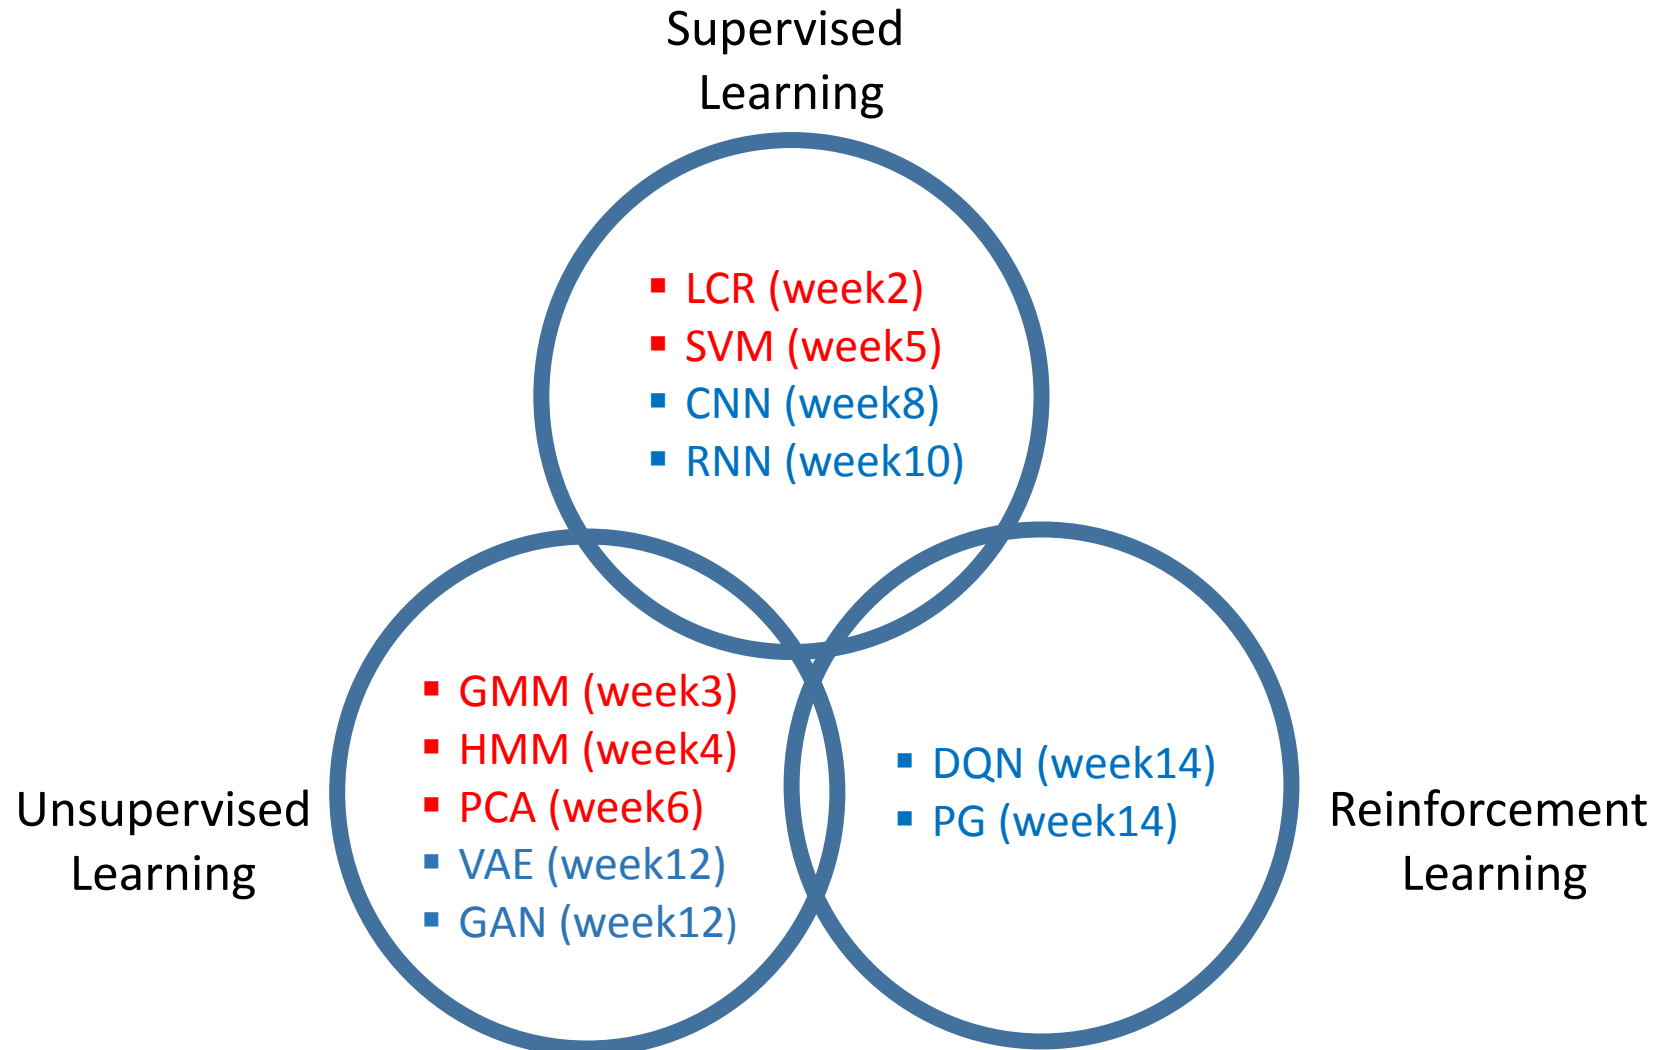 Supervised
Learning
▪ LCR (week2)
▪ SVM (week5)
▪ CNN (week8)
▪ RNN (week10)
▪ GMM (week3)
▪ HMM (week4)
▪ PCA (week6)
▪ VAE (week12)
▪ GAN (week12)
Unsupervised
Learning
▪ DQN (week14)
▪ PG (week14)
Reinforcement
Learning